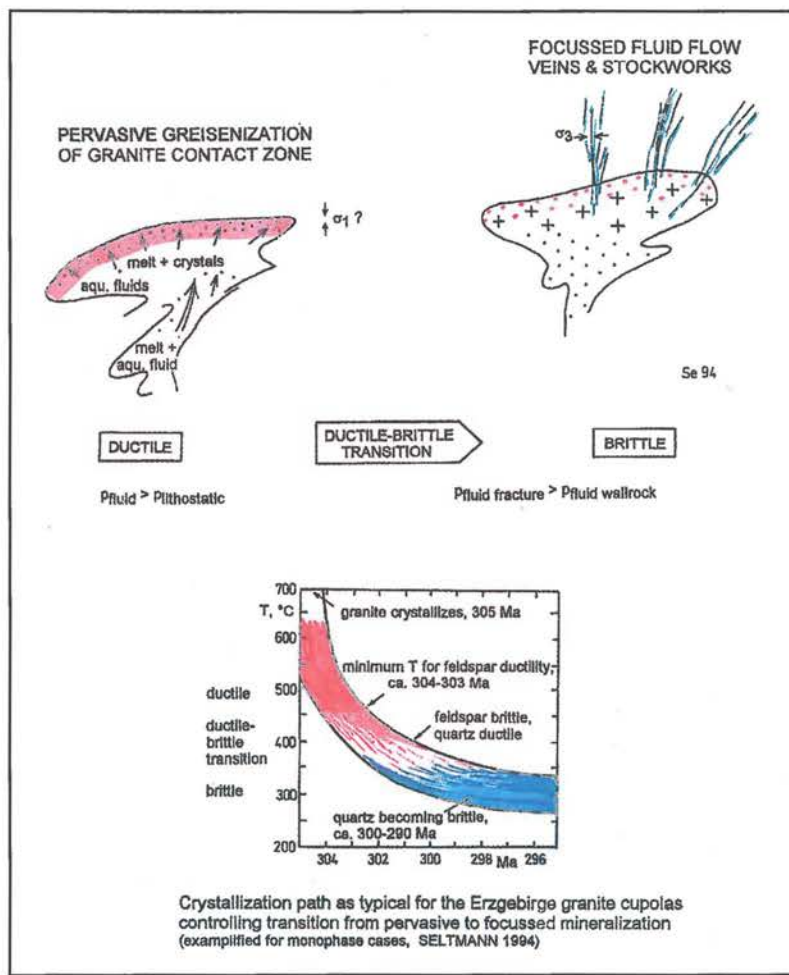 FOCUSSED FLUID FLOW
VEINS & STOCKWORKS
σ3
PERVASIVE GREISENIZATION
OF GRANITE CONTACT ZONE
σ1 ?
melt + crystals
aqu. fluids
melt +
aqu. fluid
Se 94
DUCTILE
DUCTILE-BRITTLE
TRANSITION
BRITTLE
Pfluid > Plithostatic
Pfluid fracture > Pfluid wallrock
700
T, °C
600
500
400
300
200
granite crystallizes, 305 Ma
minimum T for feldspar ductility,
ca. 304-303 Ma
feldspar brittle,
quartz ductile
ductile
ductile-
brittle
transition
brittle
quartz becoming brittle,
ca. 300-290 Ma
304 302 300 298 Ma 296
Crystallization path as typical for the Erzgebirge granite cupolas
controlling transition from pervasive to focussed mineralization
(examplified for monophase cases, SELTMANN 1994)